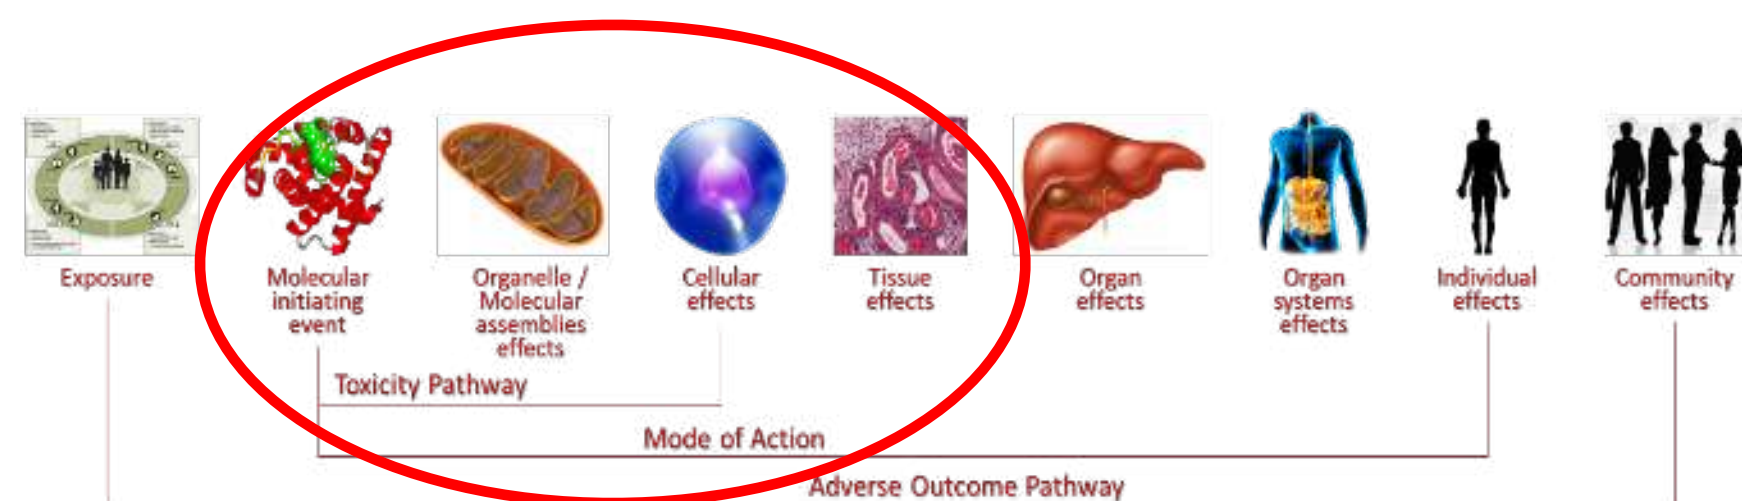 Exposure
Molecular
initiating
event
Organelle /
Molecular
assemblies
effects
Cellular
effects
Tissue
effects
Organ
effects
Organ
systems
effects
Individual
effects
Community
effects
Toxicity Pathway
Mode of Action
Adverse Outcome Pathway